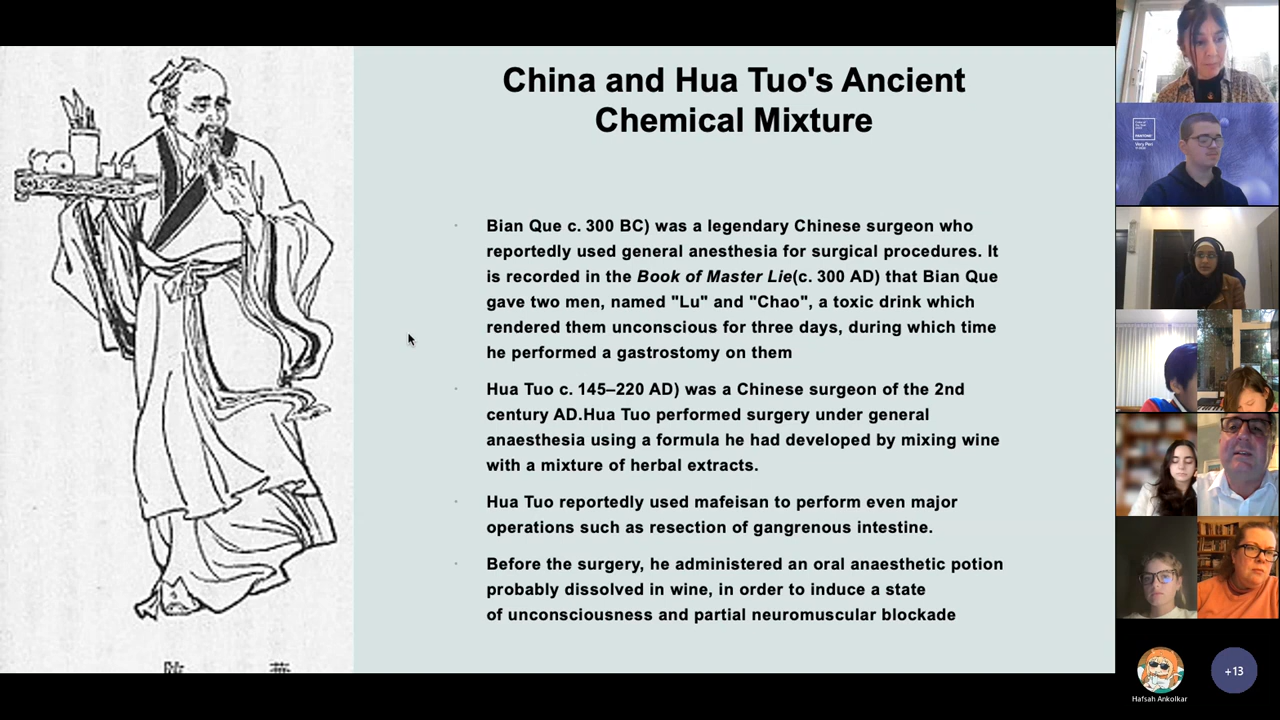 China and Hua Tuo's Ancient
Chemical Mixture
Bian Que c. 300 BC) was a legendary Chinese surgeon who
reportedly used general anesthesia for surgical procedures. It
is recorded in the Book of Master Lie(c. 300 AD) that Bian Que
gave two men, named "Lu" and "Chao", a toxic drink which
rendered them unconscious for three days, during which time
he performed a gastrostomy on them
Hua Tuo c. 145–220 AD) was a Chinese surgeon of the 2nd
century AD.Hua Tuo performed surgery under general
anaesthesia using a formula he had developed by mixing wine
with a mixture of herbal extracts.
Hua Tuo reportedly used mafeisan to perform even major
operations such as resection of gangrenous intestine.
Before the surgery, he administered an oral anaesthetic potion
probably dissolved in wine, in order to induce a state
of unconsciousness and partial neuromuscular blockade
PANTONE
Very Peri
Hafsah Ankolkar
+13